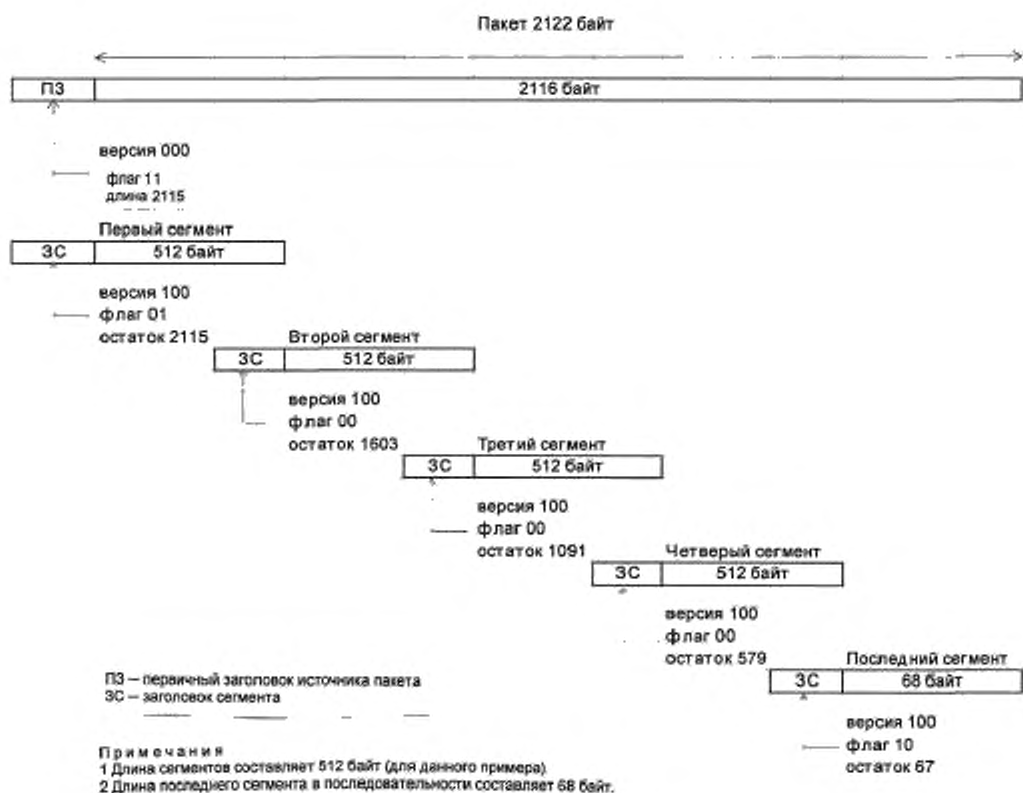 Пакет 2122 байт
ПЗ 2116 байт
версия 000
флаг 11
длина 2115
Первый сегмент
ЗС 512 байт
версия 100
флаг 01
остаток 2115
Второй сегмент
ЗС 512 байт
версия 100
флаг 00
остаток 1603
Третий сегмент
ЗС 512 байт
версия 100
флаг 00
остаток 1091
Четверый сегмент
ЗС 512 байт
версия 100
флаг 00
остаток 579
Последний сегмент
ЗС 68 байт
версия 100
флаг 10
остаток 67
ПЗ — первичный заголовок источника пакета
ЗС — заголовок сегмента
Примечания
1 Длина сегментов составляет 512 байт (для данного примера)
2 Длина последнего сегмента в последовательности составляет 68 байт.